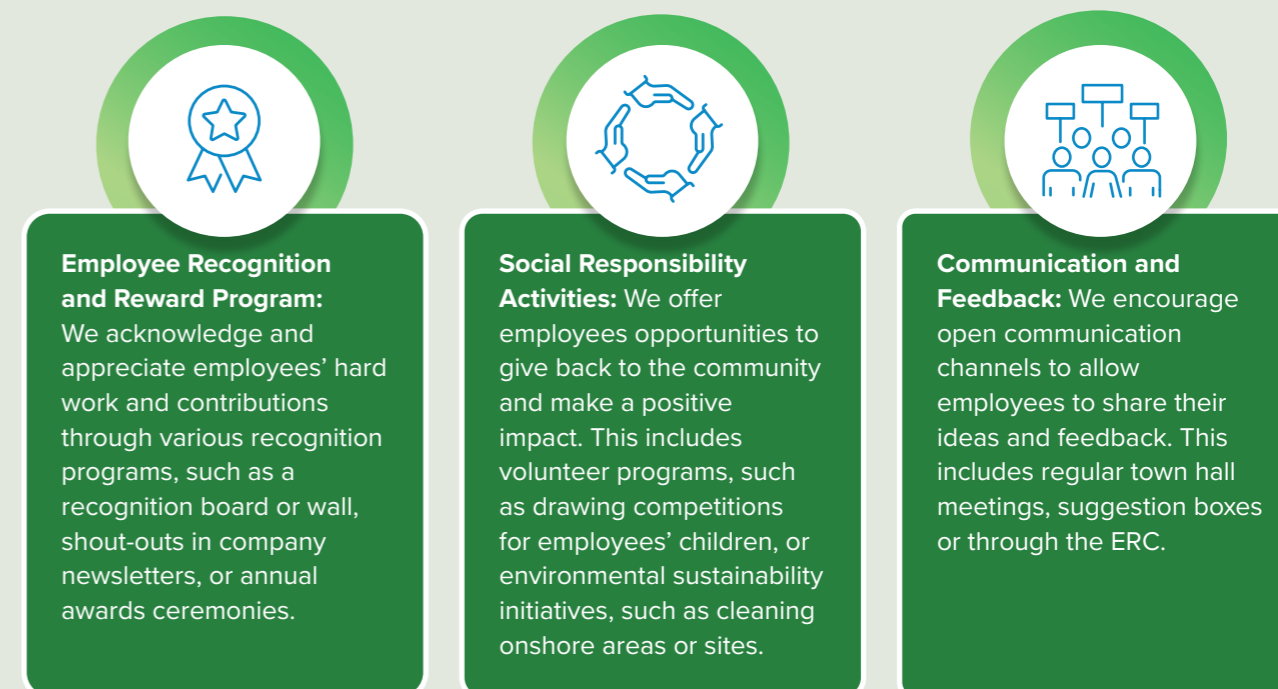 Employee Recognition
and Reward Program:
We acknowledge and
appreciate employees’ hard
work and contributions
through various recognition
programs, such as a
recognition board or wall,
shout-outs in company
newsletters, or annual
awards ceremonies.
Social Responsibility
Activities: We offer
employees opportunities to
give back to the community
and make a positive
impact. This includes
volunteer programs, such
as drawing competitions
for employees’ children, or
environmental sustainability
initiatives, such as cleaning
onshore areas or sites.
Communication and
Feedback: We encourage
open communication
channels to allow
employees to share their
ideas and feedback. This
includes regular town hall
meetings, suggestion boxes
or through the ERC.